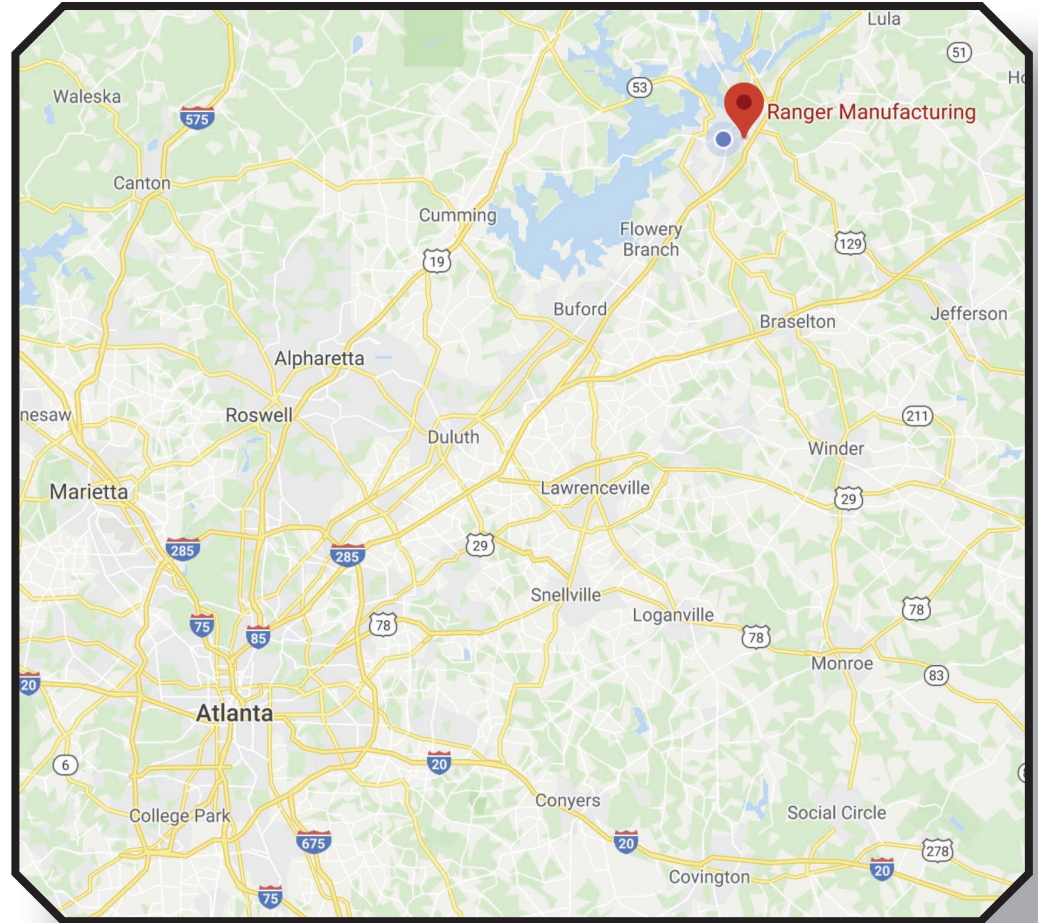 Lula
51
Waleska
53
575
Ranger Manufacturing
Canton
Cumming
Flowery
Branch
129
19
Buford
Braselton
Jefferson
Alpharetta
nesaw
Roswell
211
Duluth
Winder
Marietta
Lawrenceville
29
285
285
29
Snellville
Loganville
78
75
85
78
78
Monroe
20
83
Atlanta
6
20
Conyers
College Park
Social Circle
675
20
278
20
Covington
75